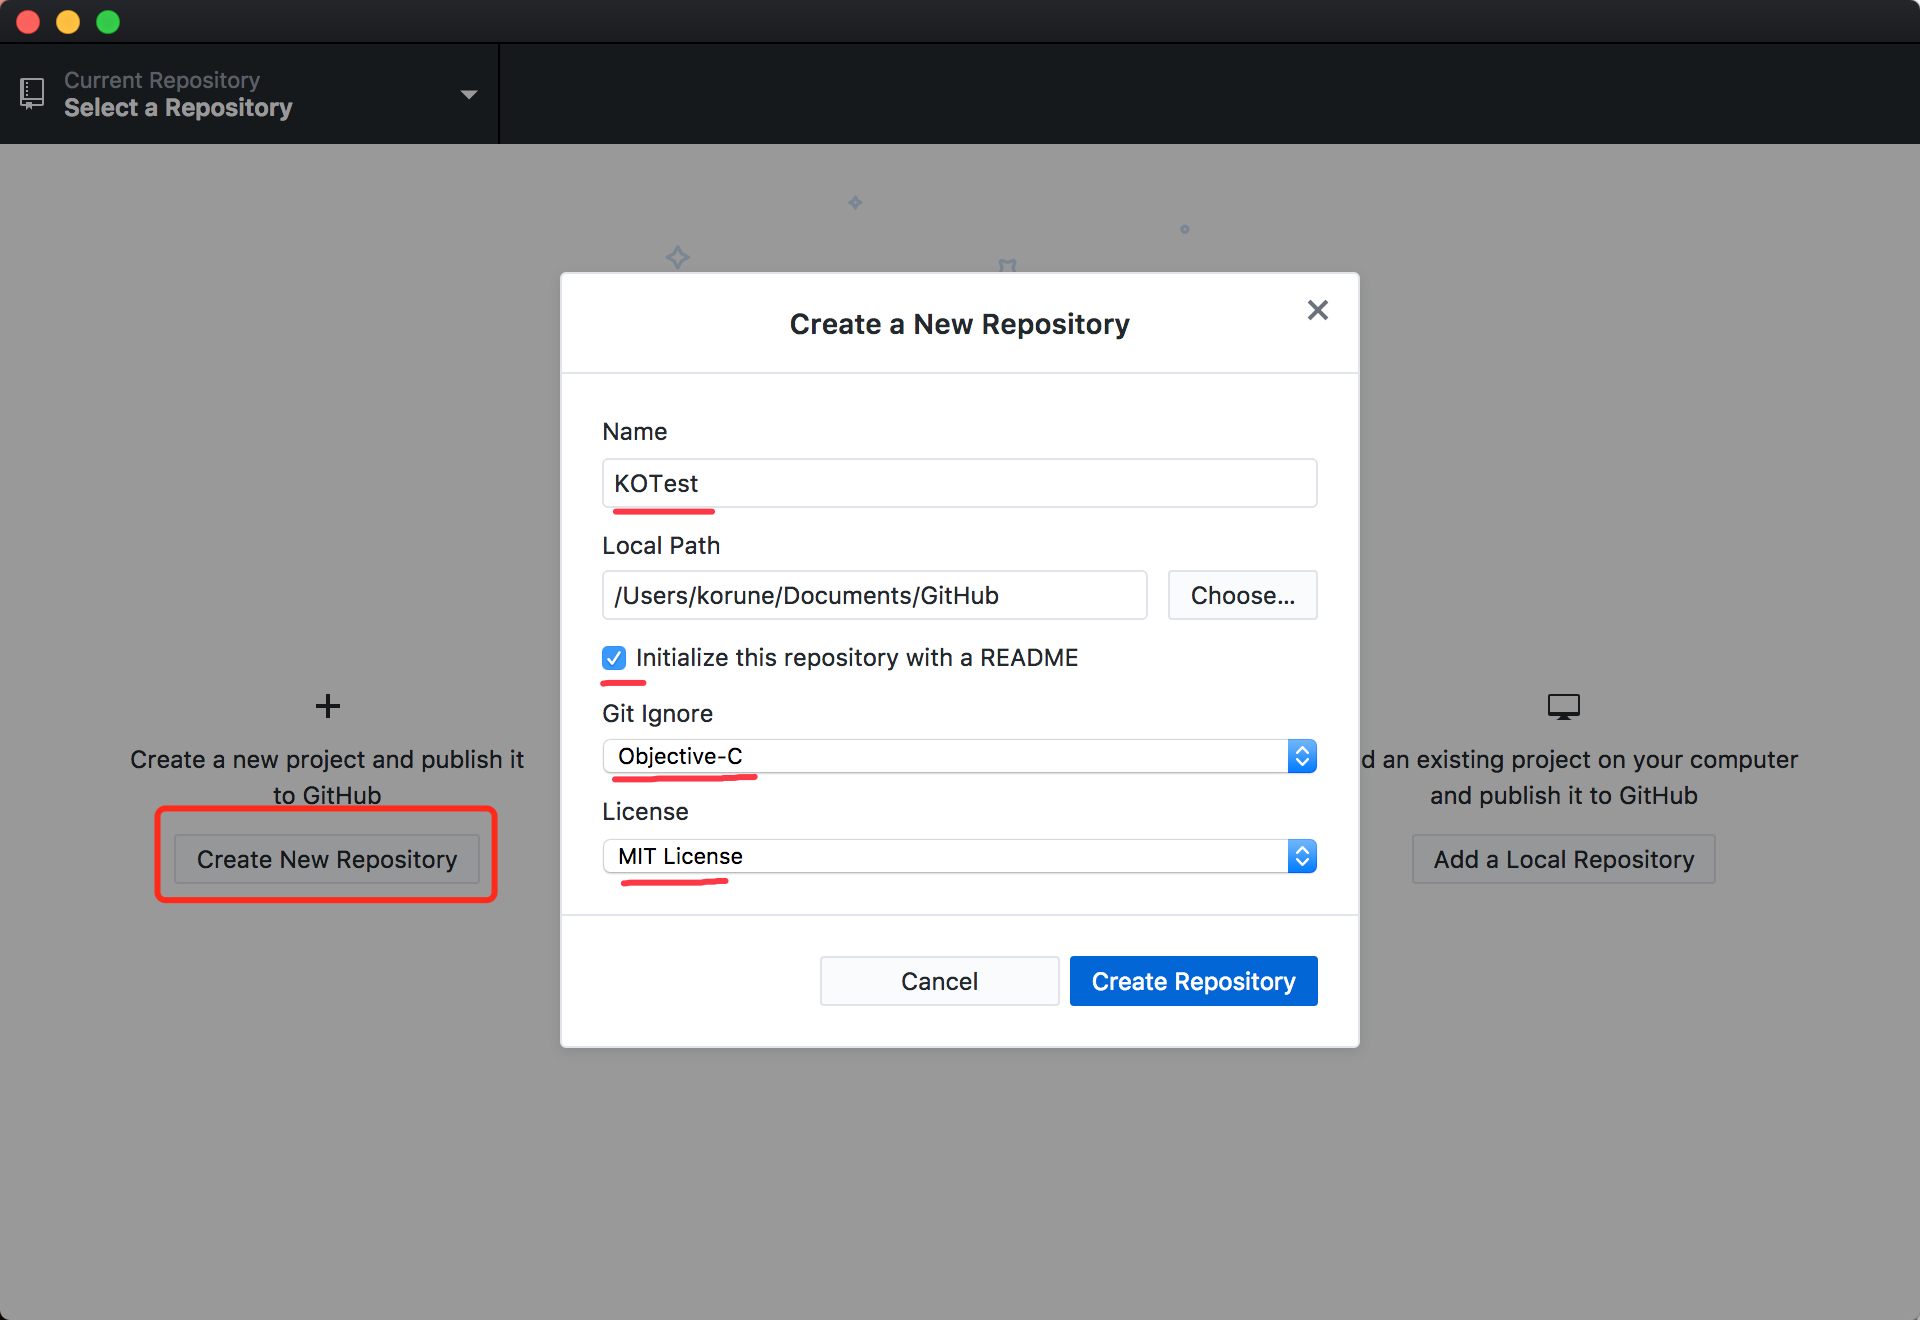 Current Repository
Select a Repository
Create a New Repository
Name
KOTest
Local Path
/Users/korune/Documents/GitHub
Choose...
Initialize this repository with a README
Git Ignore
Objective-C
License
MIT License
Cancel
Create Repository
Create a new project and publish it
to GitHub
Create New Repository
d an existing project on your computer
and publish it to GitHub
Add a Local Repository